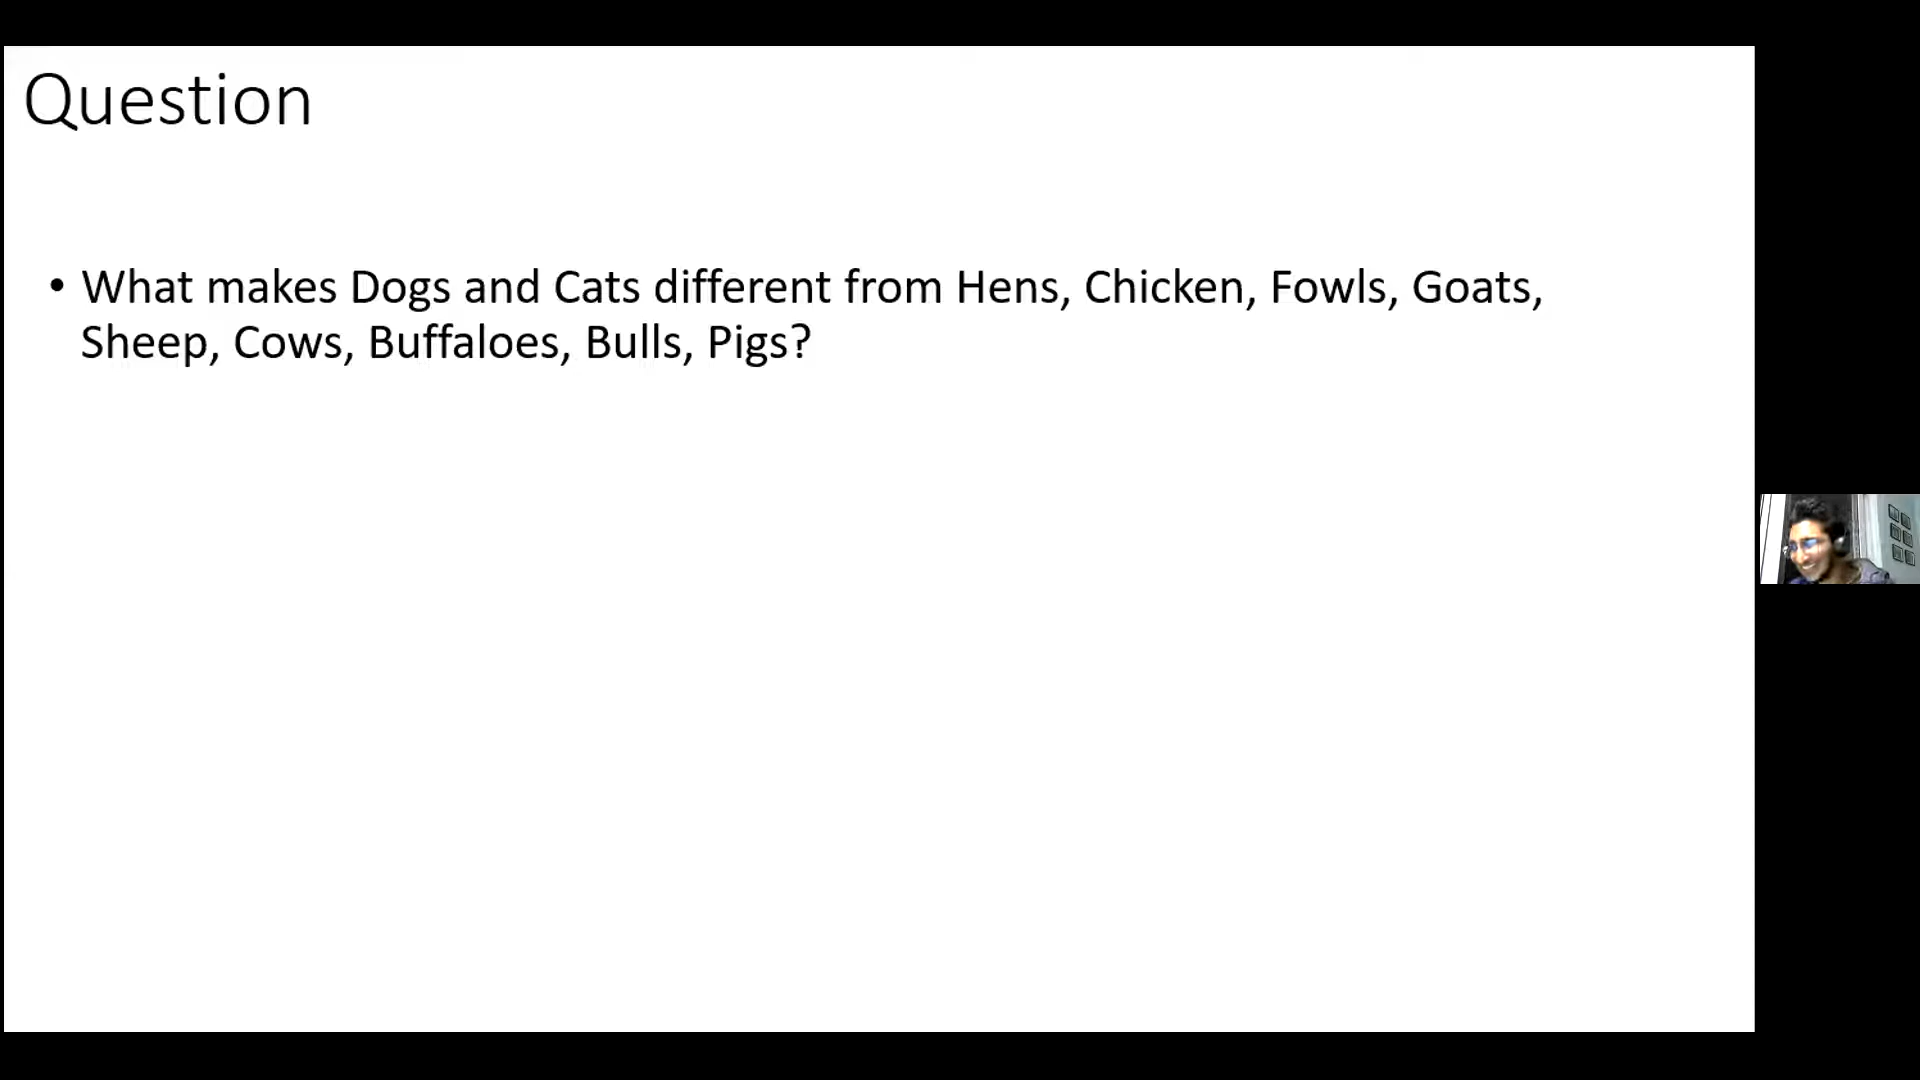 Question
• What makes Dogs and Cats different from Hens, Chicken, Fowls, Goats,
Sheep, Cows, Buffaloes, Bulls, Pigs?